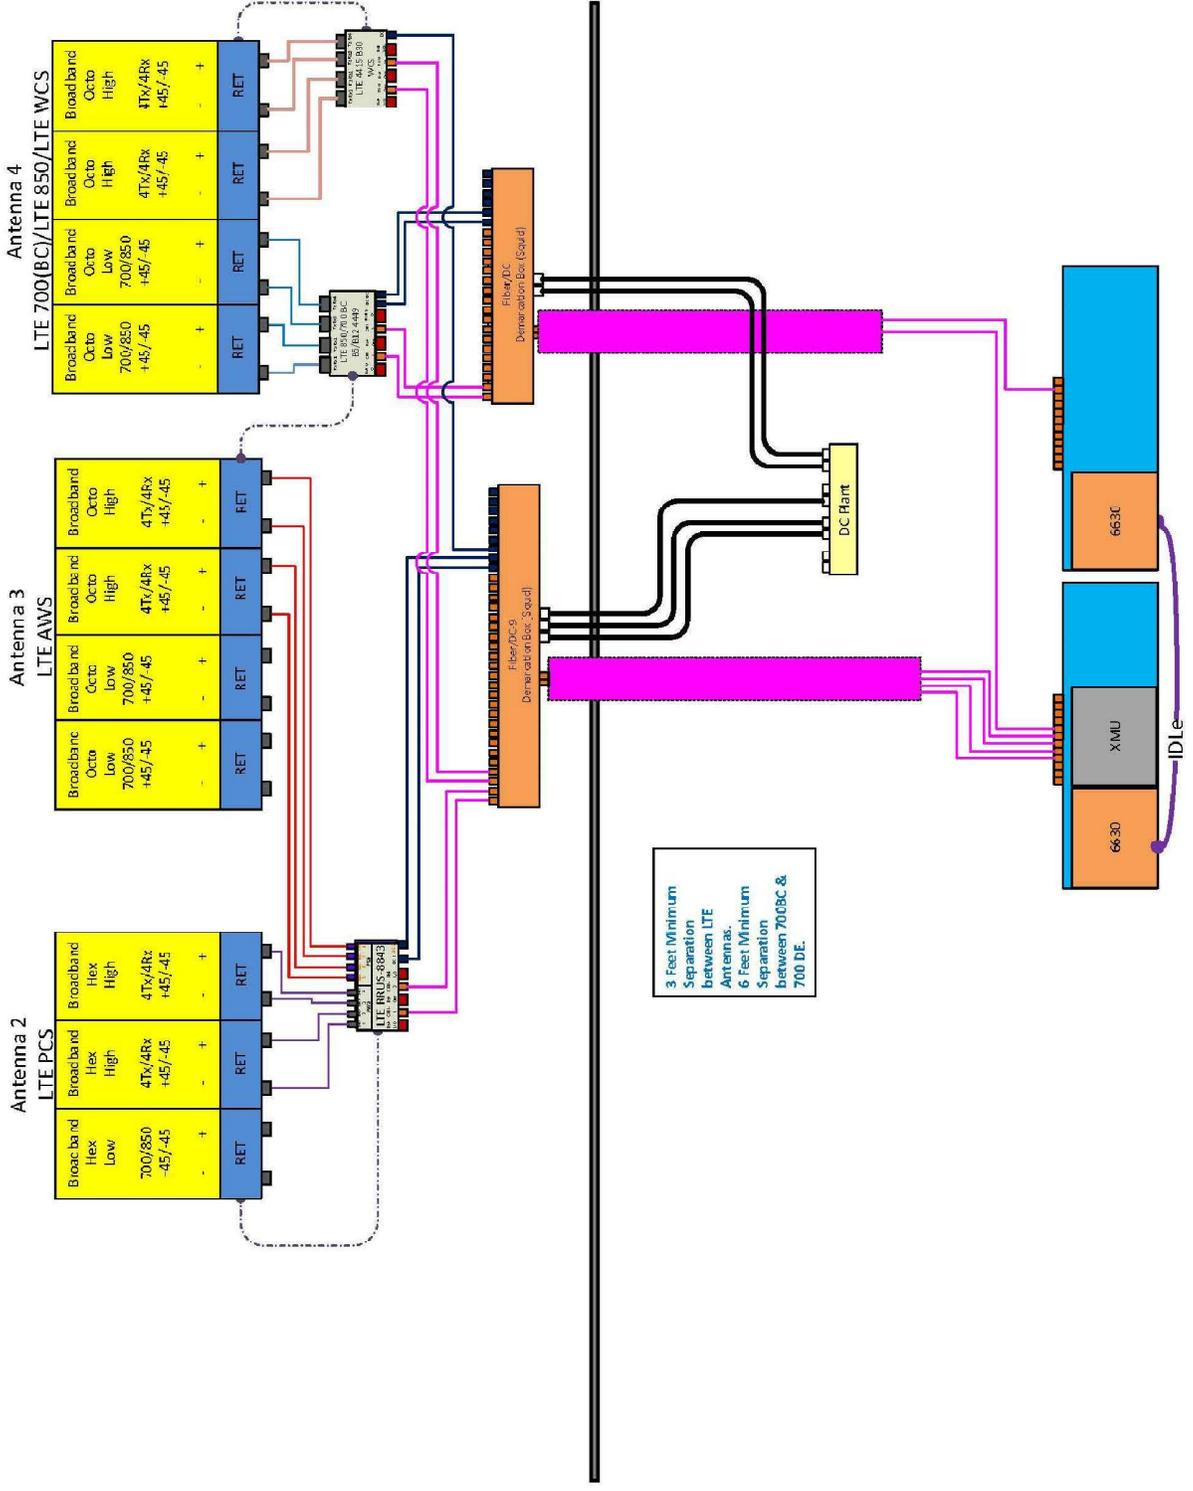 Antenna 2
LTE PCS
Broadband
Hex
Low
700/850
-45/-45
- +
RET
Broadband
Hex
High
4Tx/4Rx
+45/-45
- +
RET
Broadband
Hex
High
4Tx/4Rx
+45/-45
- +
RET
Antenna 3
LTE AWS
Broadband
Octo
Low
700/850
+45/-45
- +
RET
Broadband
Octo
Low
700/850
+45/-45
- +
RET
Broadband
Octo
High
4Tx/4Rx
+45/-45
- +
RET
Broadband
Octo
High
4Tx/4Rx
+45/-45
- +
RET
Antenna 4
LTE 700(BC)/LTE 850/LTE WCS
Broadband
Octo
Low
700/850
+45/-45
- +
RET
Broadband
Octo
Low
700/850
+45/-45
- +
RET
Broadband
Octo
High
4Tx/4Rx
+45/-45
- +
RET
Broadband
Octo
High
4Tx/4Rx
+45/-45
- +
RET
LTE RRUS-8843
LTE 850/700 BC
B5/B12 4449
LTE 4415 B30
WCS
Fiber/DC-9
Demarcation Box (Squid)
Fiber/DC
Demarcation Box (Squid)
3 Feet Minimum
Separation
between LTE
Antennas.
6 Feet Minimum
Separation
between 700BC &
700 DE.
DC Plant
6630
XMU
6630
IDLe